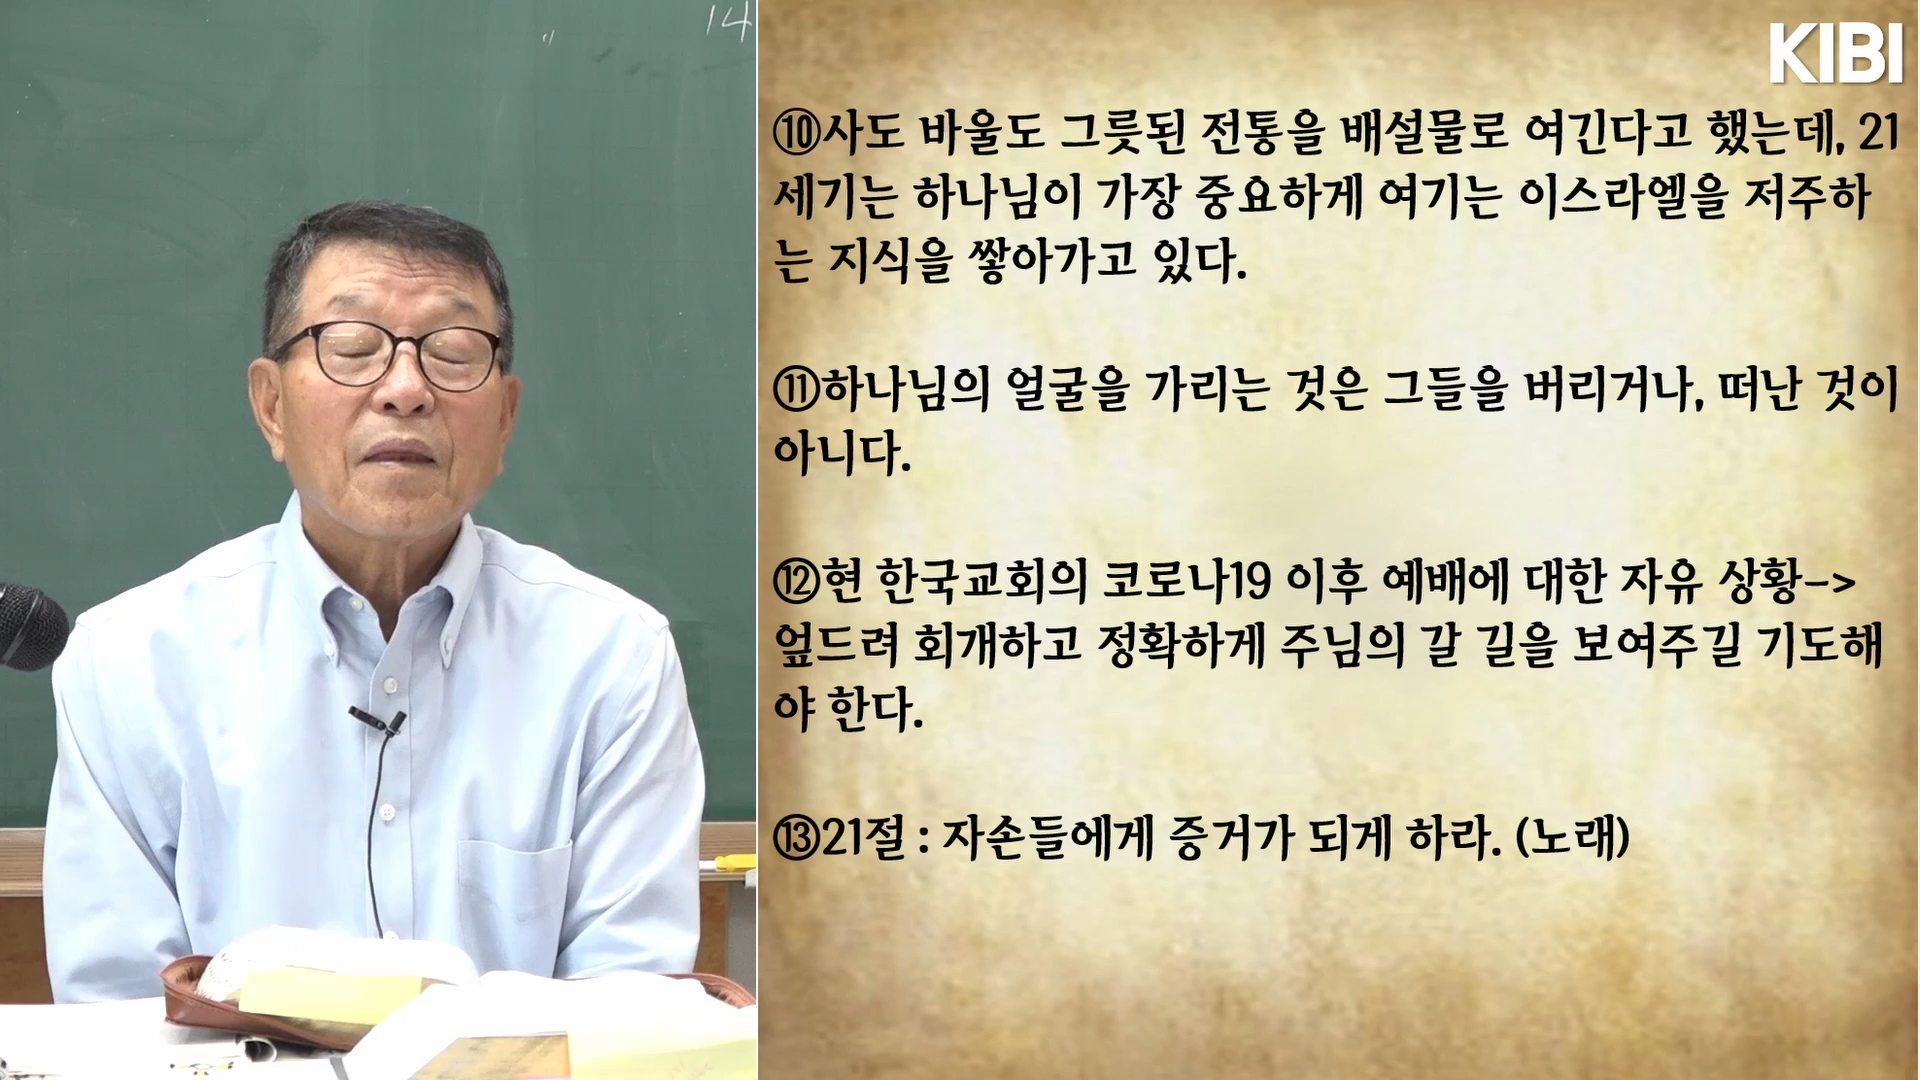 14
KIBI
⑩사도 바울도 그릇된 전통을 배설물로 여긴다고 했는데, 21
세기는 하나님이 가장 중요하게 여기는 이스라엘을 저주하
는 지식을 쌓아가고 있다.
⑪하나님의 얼굴을 가리는 것은 그들을 버리거나, 떠난 것이
아니다.
⑫현 한국교회의 코로나19 이후 예배에 대한 자유 상황->
엎드려 회개하고 정확하게 주님의 갈 길을 보여주길 기도해
야 한다.
⑬21절 : 자손들에게 증거가 되게 하라. (노래)